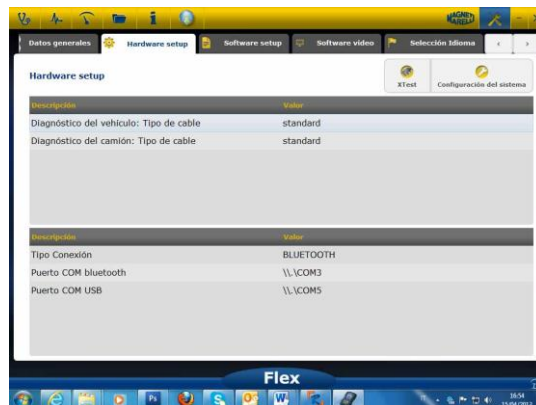 MAGNETI
MARELLI
Datos generales
Hardware setup
Software setup
Software video
Selección Idioma
Hardware setup
XTest
Configuración del sistema
Descripción Valor
Diagnóstico del vehículo: Tipo de cable standard
Diagnóstico del camión: Tipo de cable standard
Descripción Valor
Tipo Conexión BLUETOOTH
Puerto COM bluetooth \\.\COM3
Puerto COM USB \\.\COM5
Flex
16:54